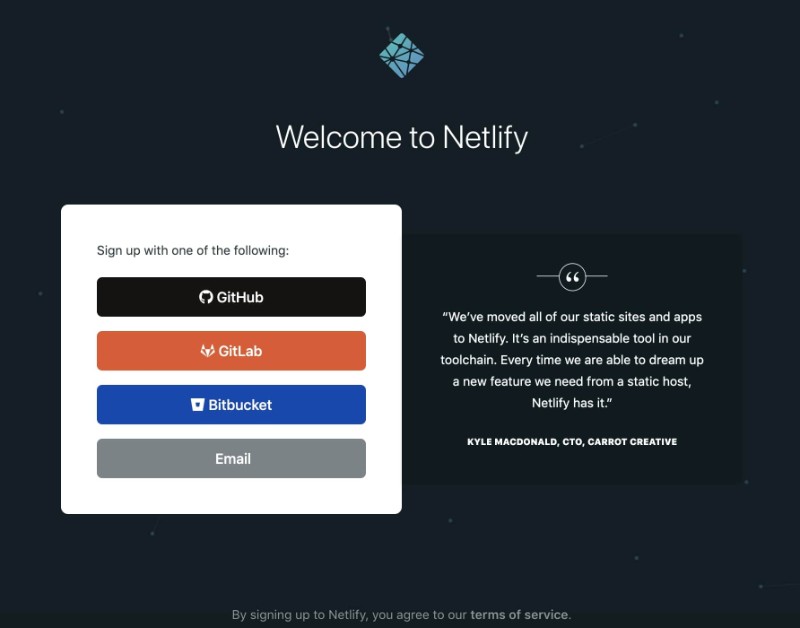 Welcome to Netlify
Sign up with one of the following:
GitHub
GitLab
Bitbucket
Email
“We’ve moved all of our static sites and apps
to Netlify. It’s an indispensable tool in our
toolchain. Every time we are able to dream up
a new feature we need from a static host,
Netlify has it.”
KYLE MACDONALD, CTO, CARROT CREATIVE
By signing up to Netlify, you agree to our terms of service.